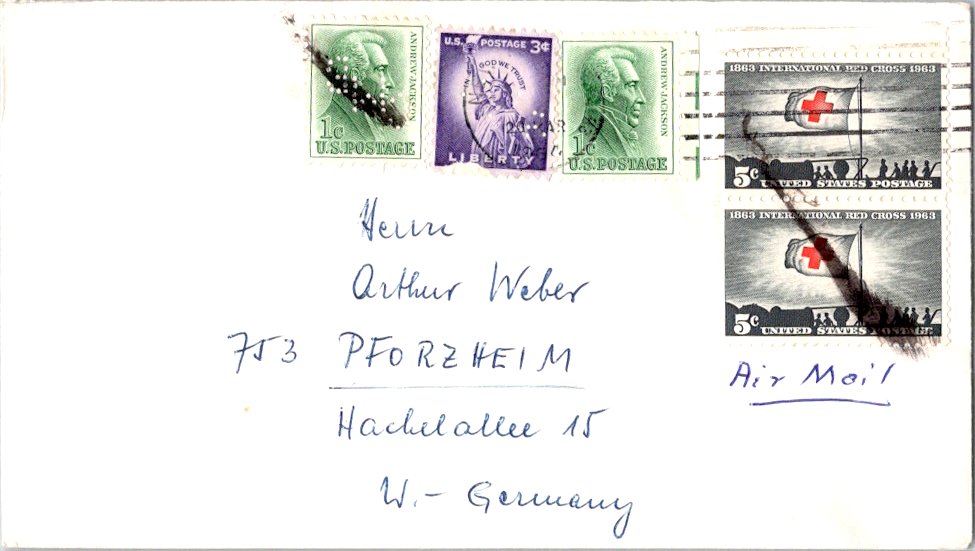 ANDREW JACKSON
1c
U.S. POSTAGE
U.S. POSTAGE 3¢
IN GOD WE TRUST
LIBERTY
ANDREW JACKSON
1c
U.S. POSTAGE
1863 INTERNATIONAL RED CROSS 1963
5c UNITED STATES POSTAGE
1863 INTERNATIONAL RED CROSS 1963
5c UNITED STATES POSTAGE
Herrn
Arthur Weber
753 PFORZHEIM
Air Mail
Hachelallee 15
W.- Germany